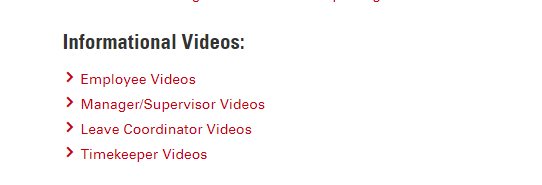 Informational Videos:
Employee Videos
Manager/Supervisor Videos
Leave Coordinator Videos
Timekeeper Videos